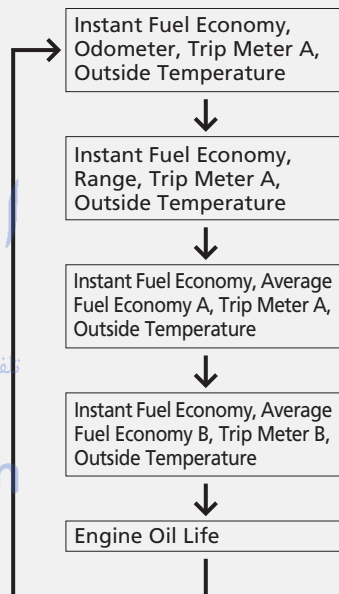 Instant Fuel Economy,
Odometer, Trip Meter A,
Outside Temperature
Instant Fuel Economy,
Range, Trip Meter A,
Outside Temperature
Instant Fuel Economy, Average
Fuel Economy A, Trip Meter A,
Outside Temperature
Instant Fuel Economy, Average
Fuel Economy B, Trip Meter B,
Outside Temperature
Engine Oil Life